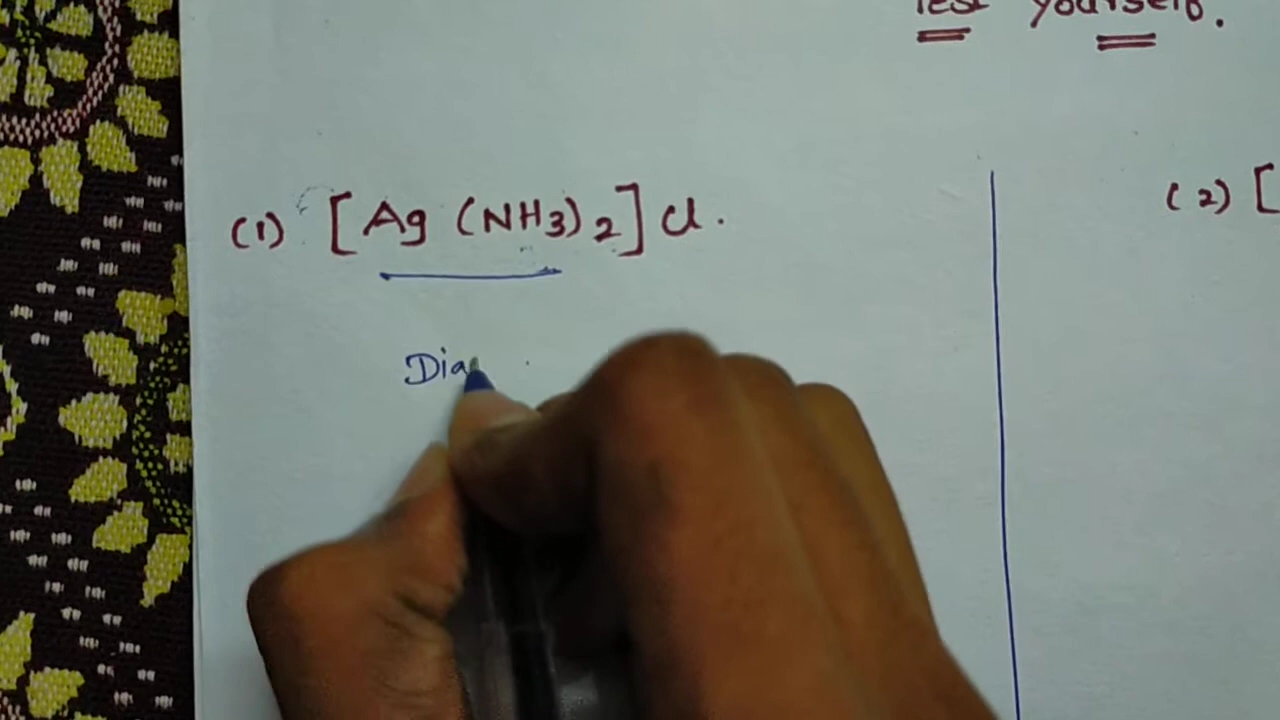 Test yourself.
(1) [Ag (NH3)2]Cl.
(2) [
Dia